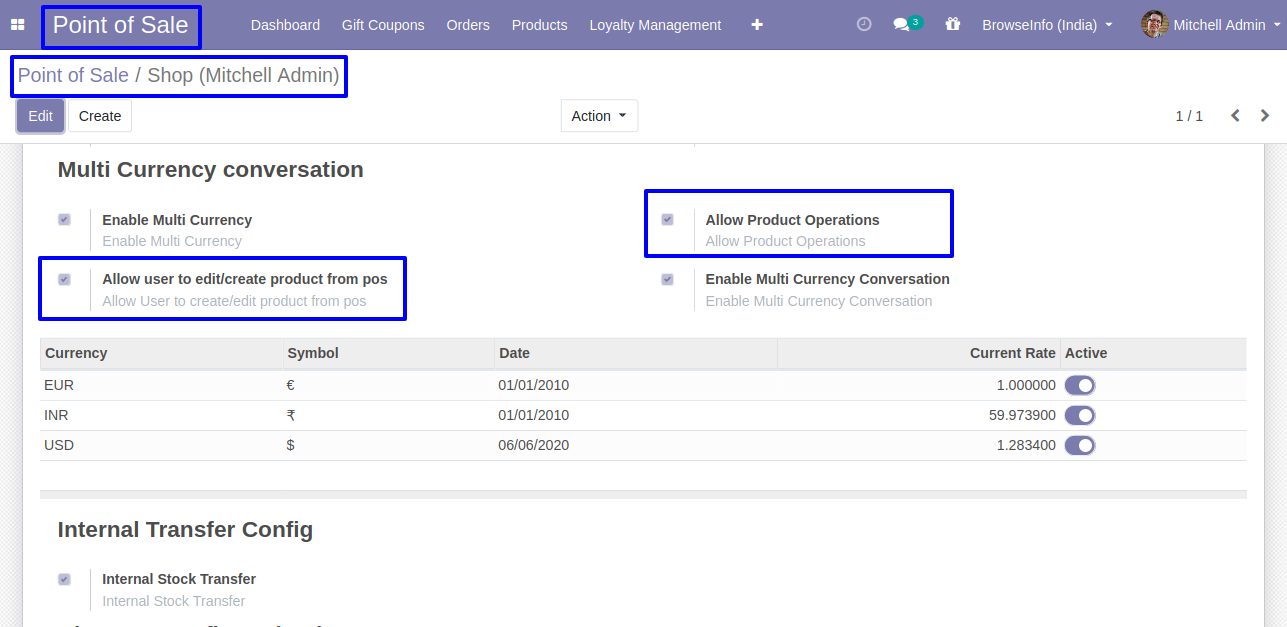 Point of Sale Dashboard Gift Coupons Orders Products Loyalty Management + 3 BrowseInfo (India) Mitchell Admin
Point of Sale / Shop (Mitchell Admin)
Edit Create Action 1 / 1
Multi Currency conversation
Enable Multi Currency
Enable Multi Currency
Allow Product Operations
Allow Product Operations
Allow user to edit/create product from pos
Allow User to create/edit product from pos
Enable Multi Currency Conversation
Enable Multi Currency Conversation
Currency Symbol Date Current Rate Active
EUR € 01/01/2010 1.000000
INR ₹ 01/01/2010 59.973900
USD $ 06/06/2020 1.283400
Internal Transfer Config
Internal Stock Transfer
Internal Stock Transfer